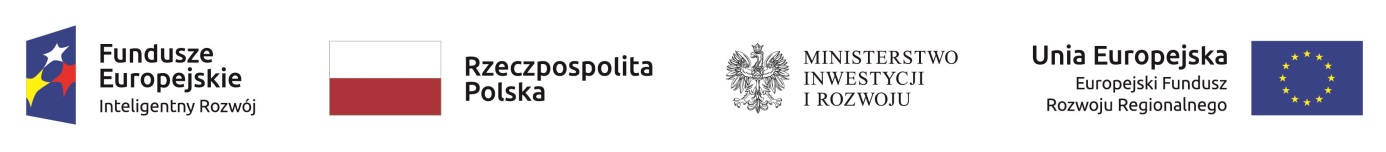 Fundusze
Europejskie
Inteligentny Rozwój
Rzeczpospolita
Polska
MINISTERSTWO
INWESTYCJI
I ROZWOJU
Unia Europejska
Europejski Fundusz
Rozwoju Regionalnego